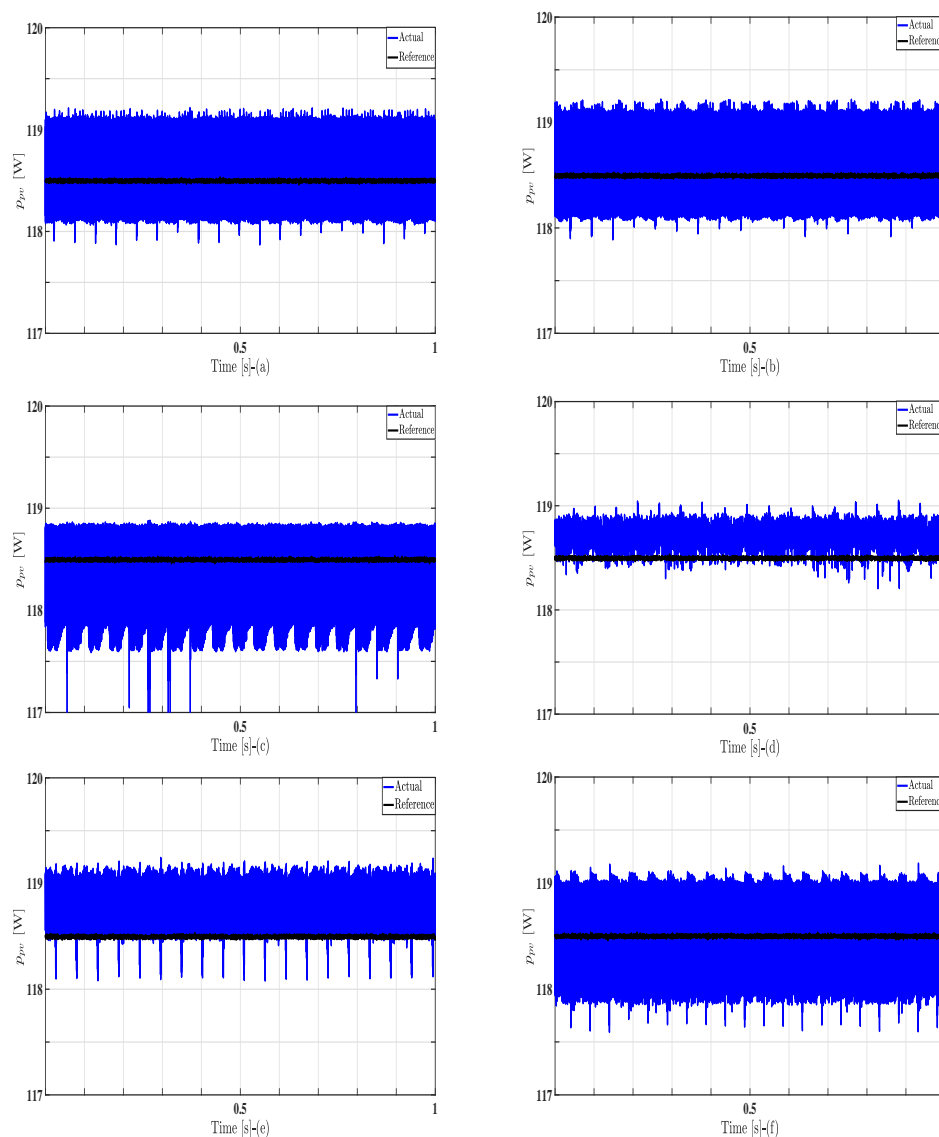 120
Actual
Reference
119
118
117
p_pv [W]
0.5
1
Time [s]-(a)
120
Actual
Referenc
119
118
117
p_pv [W]
0.5
Time [s]-(b)
120
Actual
Reference
119
118
117
p_pv [W]
0.5
1
Time [s]-(c)
120
Actual
Referenc
119
118
117
p_pv [W]
0.5
Time [s]-(d)
120
Actual
Reference
119
118
117
p_pv [W]
0.5
1
Time [s]-(e)
120
Actual
Referenc
119
118
117
p_pv [W]
0.5
Time [s]-(f)